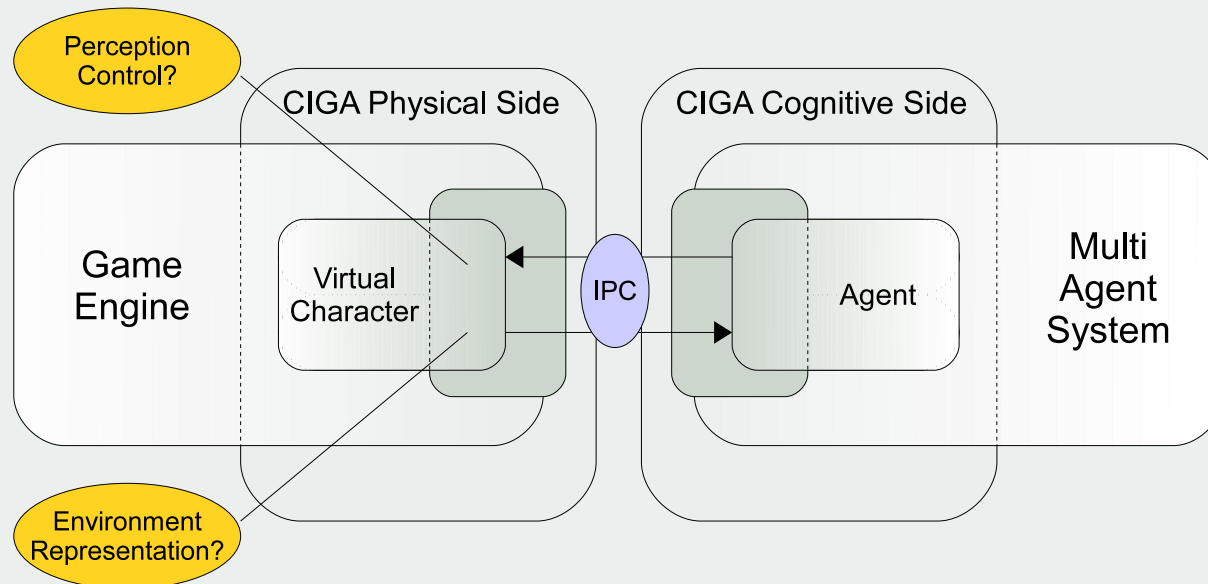 Perception
Control?
CIGA Physical Side
CIGA Cognitive Side
Game
Engine
Virtual
Character
IPC
Agent
Multi
Agent
System
Environment
Representation?